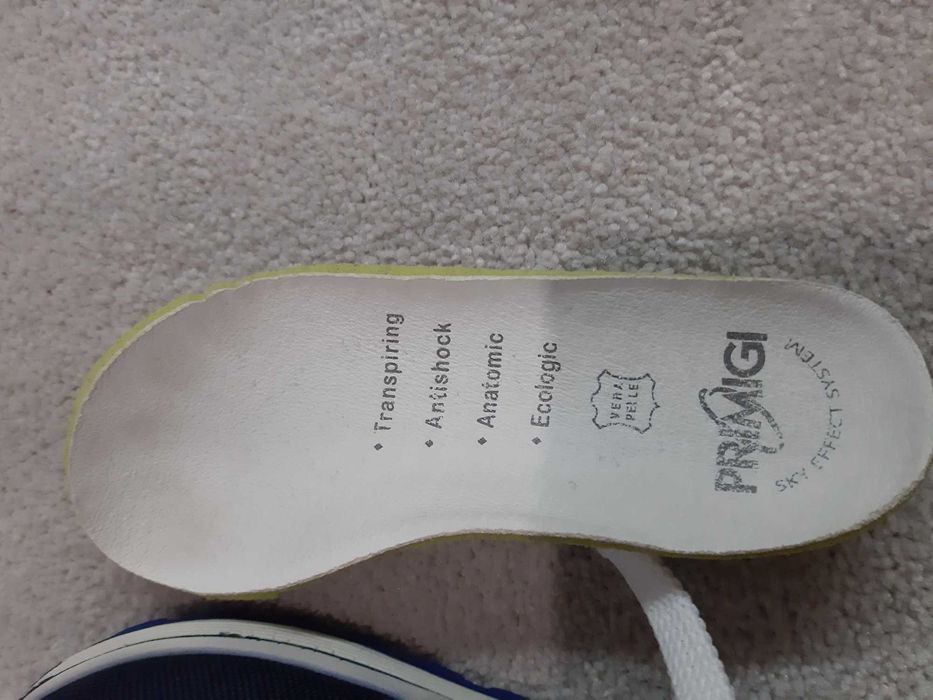 • Transpiring
• Antishock
• Anatomic
• Ecologic
VERA
PELLE
PRIMIGI
SKY EFFECT SYSTEM